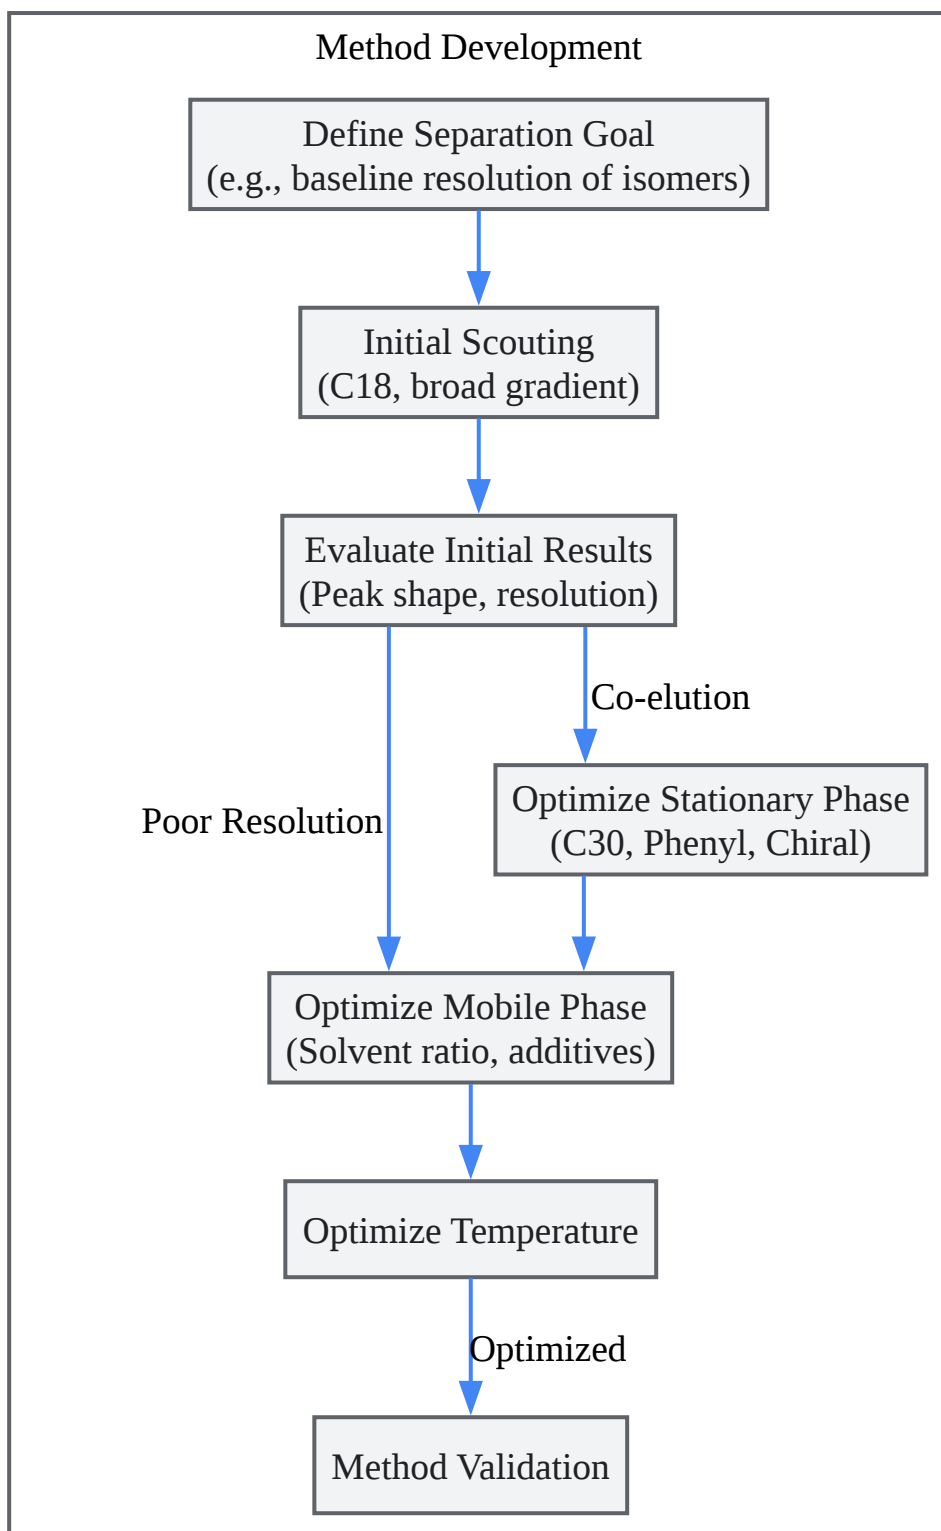 Method Development
Define Separation Goal
(e.g., baseline resolution of isomers)
Initial Scouting
(C18, broad gradient)
Evaluate Initial Results
(Peak shape, resolution)
Co-elution
Optimize Stationary Phase
(C30, Phenyl, Chiral)
Poor Resolution
Optimize Mobile Phase
(Solvent ratio, additives)
Optimize Temperature
Optimized
Method Validation